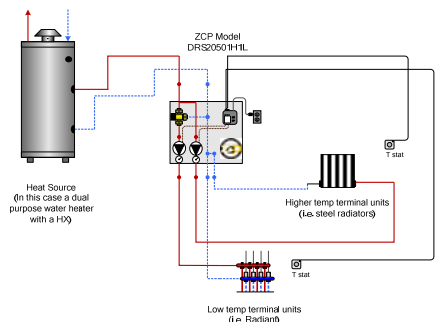 ZCP Model
DRS20501H1L
T stat
Heat Source
(In this case a dual
purpose water heater
with a HX)
Higher temp terminal units
(i.e. steel radiators)
T stat
Low temp terminal units
(i.e. Radiant)